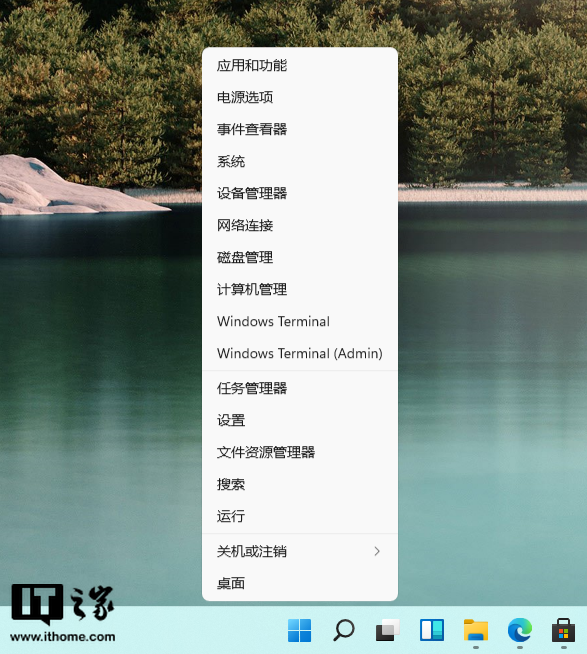 应用和功能
电源选项
事件查看器
系统
设备管理器
网络连接
磁盘管理
计算机管理
Windows Terminal
Windows Terminal (Admin)
任务管理器
设置
文件资源管理器
搜索
运行
关机或注销
桌面
IT之家
www.ithome.com